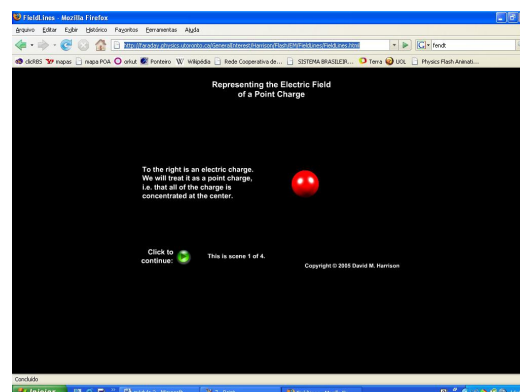 FieldLines - Mozilla Firefox
Arquivo Editar Exibir Histórico Favoritos Ferramentas Ajuda
http://faraday.physics.utoronto.ca/GeneralInterest/Harrison/Flash/EM/FieldLines/FieldLines.html
fendt
clicRBS mapas mapa POA orkut Ponteiro Wikipédia Rede Cooperativa de... SISTEMA BRASILEIR... Terra UOL Physics Flash Animati...
Representing the Electric Field
of a Point Charge
To the right is an electric charge.
We will treat it as a point charge,
i.e. that all of the charge is
concentrated at the center.
Click to
continue:
This is scene 1 of 4.
Copyright © 2005 David M. Harrison
Concluído